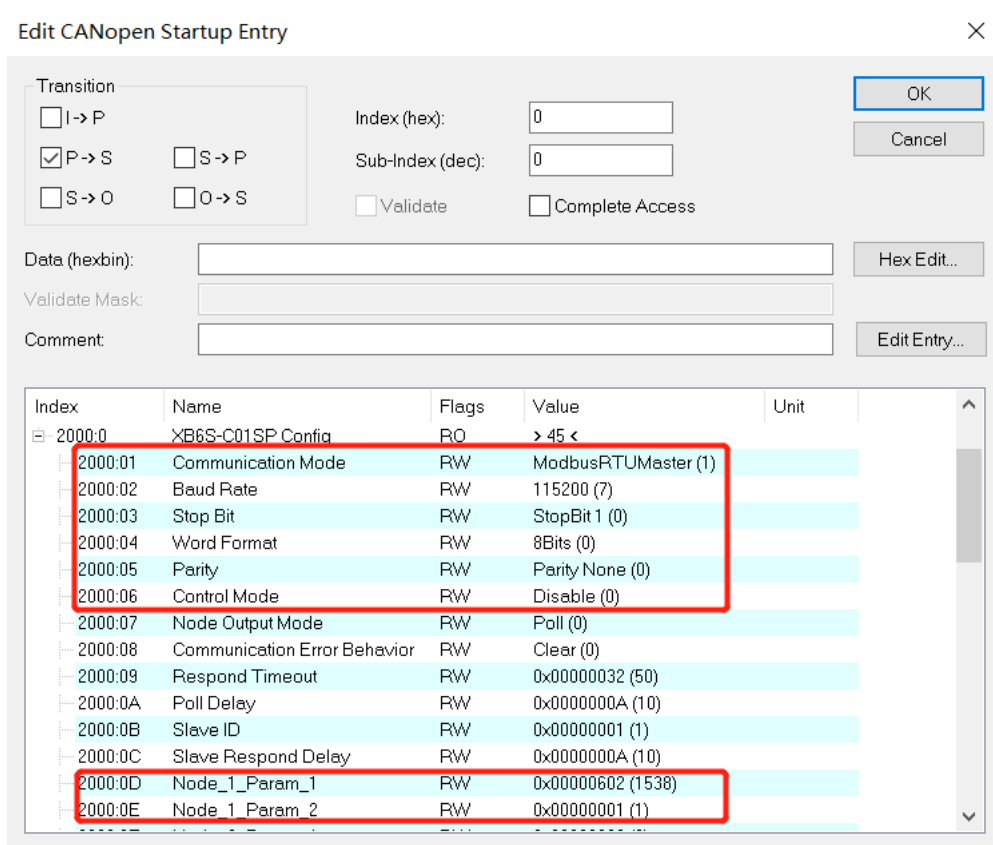 Edit CANopen Startup Entry
Transition
I -> P
P -> S
S -> P
S -> O
O -> S
Index (hex):
0
Sub-Index (dec):
0
Validate
Complete Access
OK
Cancel
Data (hexbin):
Hex Edit...
Validate Mask:
Comment:
Edit Entry...
Index Name Flags Value Unit
2000:0 XB6S-C01SP Config RO > 45 <
2000:01 Communication Mode RW ModbusRTUMaster (1)
2000:02 Baud Rate RW 115200 (7)
2000:03 Stop Bit RW StopBit 1 (0)
2000:04 Word Format RW 8Bits (0)
2000:05 Parity RW Parity None (0)
2000:06 Control Mode RW Disable (0)
2000:07 Node Output Mode RW Poll (0)
2000:08 Communication Error Behavior RW Clear (0)
2000:09 Respond Timeout RW 0x00000032 (50)
2000:0A Poll Delay RW 0x0000000A (10)
2000:0B Slave ID RW 0x00000001 (1)
2000:0C Slave Respond Delay RW 0x0000000A (10)
2000:0D Node_1_Param_1 RW 0x00000602 (1538)
2000:0E Node_1_Param_2 RW 0x00000001 (1)